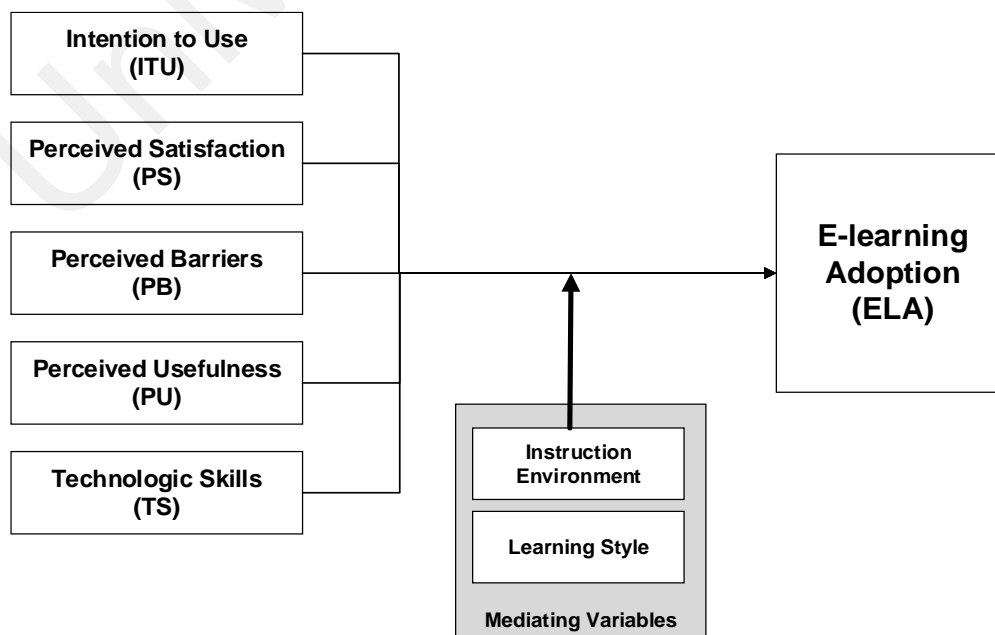 Intention to Use
(ITU)
Perceived Satisfaction
(PS)
Perceived Barriers
(PB)
Perceived Usefulness
(PU)
Technologic Skills
(TS)
E-learning
Adoption
(ELA)
Instruction
Environment
Learning Style
Mediating Variables